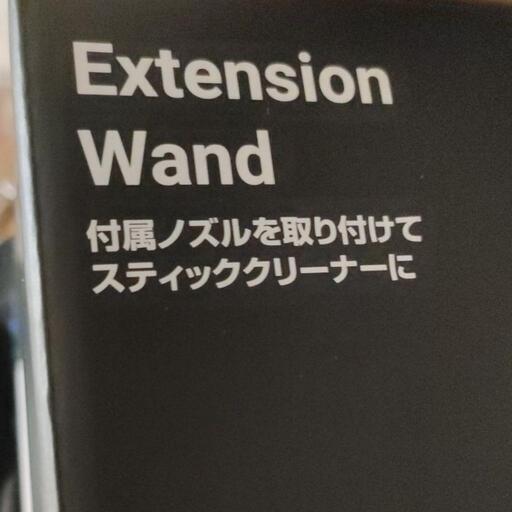 Extension
Wand
付属ノズルを取り付けて
スティッククリーナーに